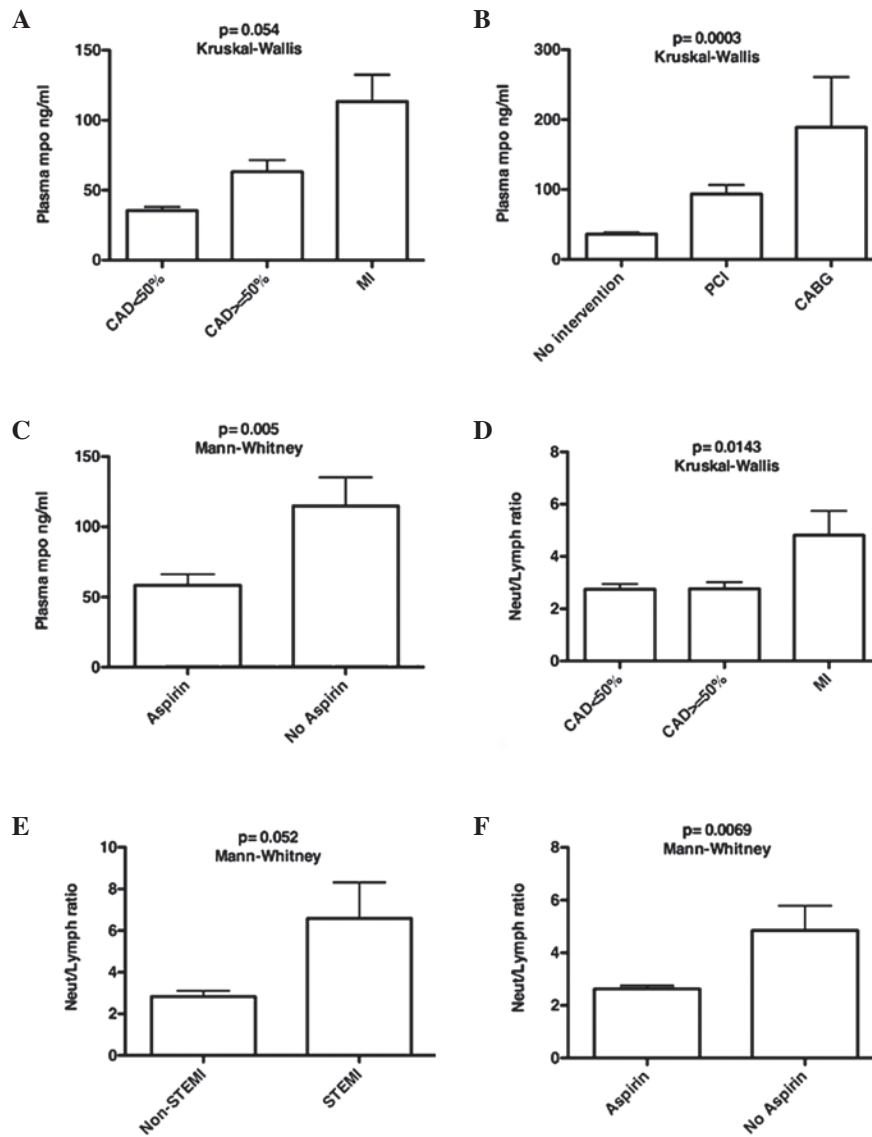 A
p= 0.054
Kruskal-Wallis
Plasma mpo ng/ml
150
100
50
0
CAD<50%
CAD>=50%
MI
B
p= 0.0003
Kruskal-Wallis
Plasma mpo ng/ml
300
200
100
0
No intervention
PCI
CABG
C
p= 0.005
Mann-Whitney
Plasma mpo ng/ml
150
100
50
0
Aspirin
No Aspirin
D
p= 0.0143
Kruskal-Wallis
Neut/Lymph ratio
8
6
4
2
0
CAD<50%
CAD>=50%
MI
E
p= 0.052
Mann-Whitney
Neut/Lymph ratio
10
8
6
4
2
0
Non-STEMI
STEMI
F
p= 0.0069
Mann-Whitney
Neut/Lymph ratio
8
6
4
2
0
Aspirin
No Aspirin